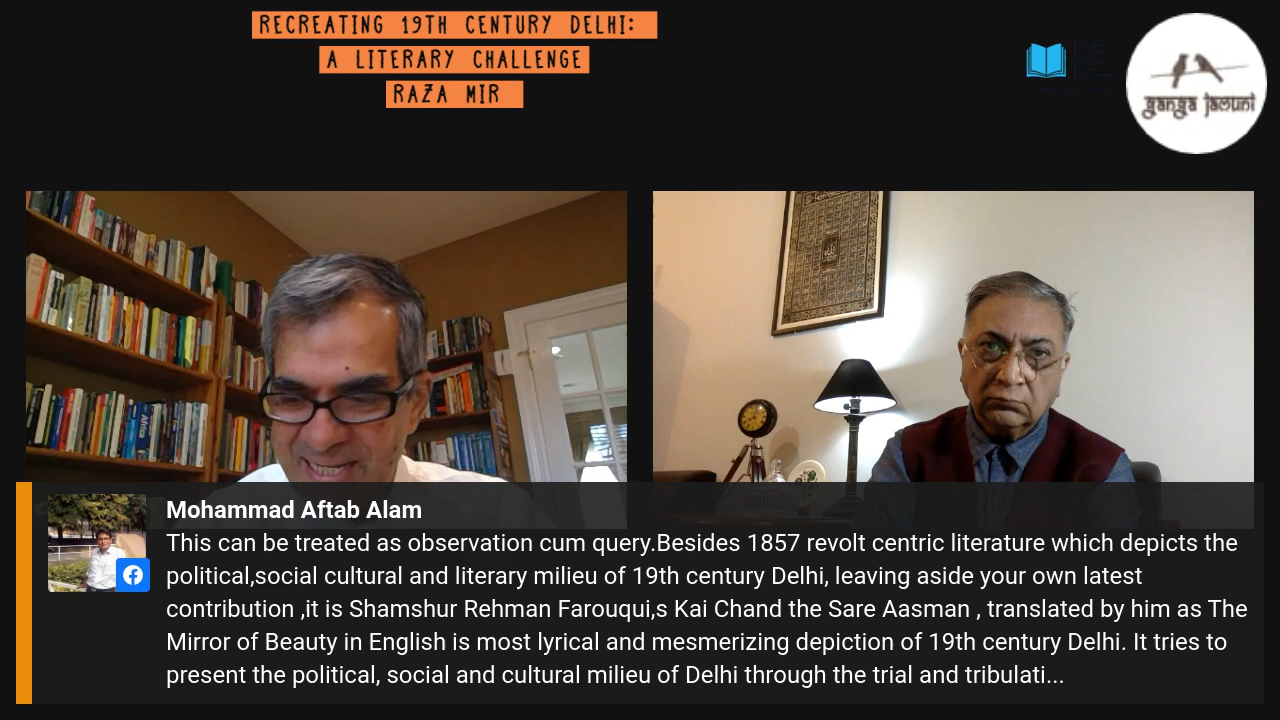 RECREATING 19TH CENTURY DELHI:
A LITERARY CHALLENGE
RAZA MIR
ganga jamuni
Africa
Mohammad Aftab Alam
This can be treated as observation cum query.Besides 1857 revolt centric literature which depicts the
political,social cultural and literary milieu of 19th century Delhi, leaving aside your own latest
contribution ,it is Shamshur Rehman Farouqui,s Kai Chand the Sare Aasman , translated by him as The
Mirror of Beauty in English is most lyrical and mesmerizing depiction of 19th century Delhi. It tries to
present the political, social and cultural milieu of Delhi through the trial and tribulati...